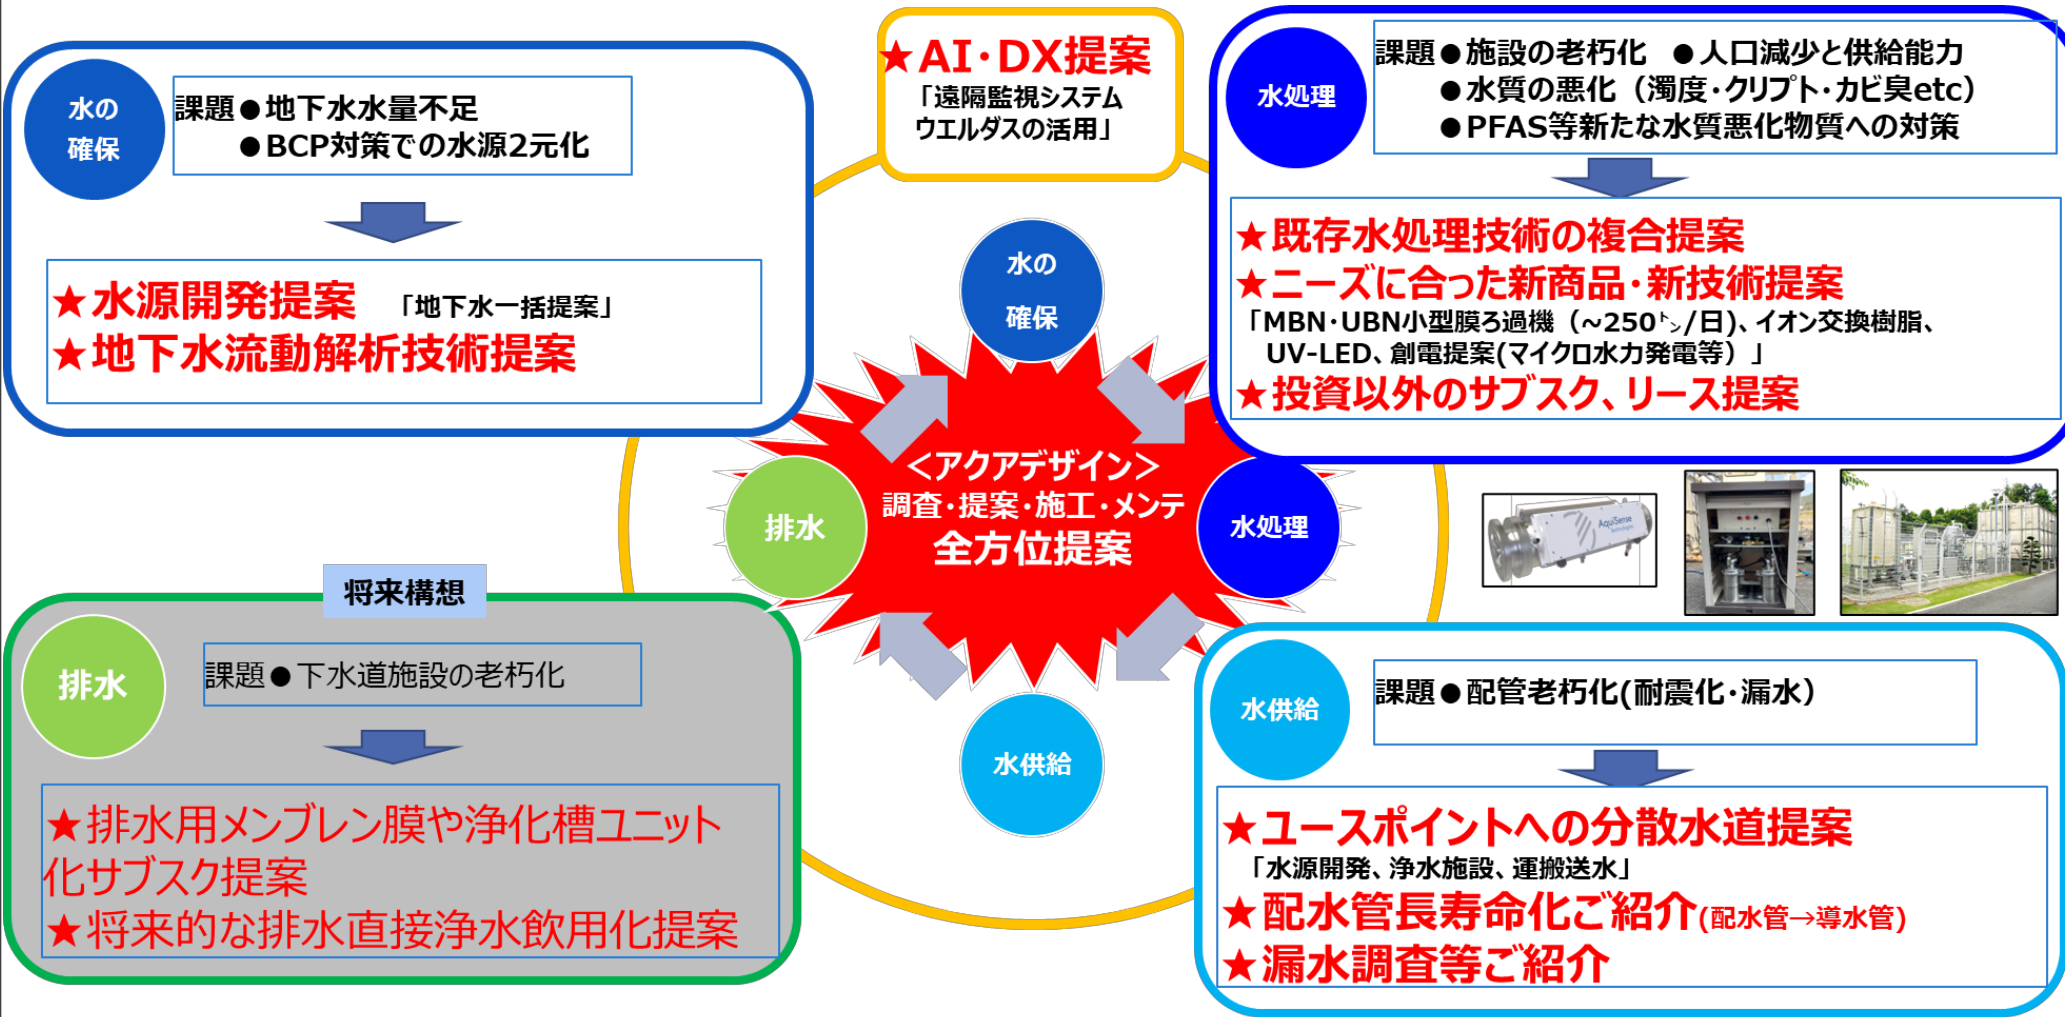 水の
確保
課題●地下水水量不足
●BCP対策での水源2元化
★水源開発提案 「地下水一括提案」
★地下水流動解析技術提案
★AI・DX提案
「遠隔監視システム
ウエルダスの活用」
水処理
課題●施設の老朽化 ●人口減少と供給能力
●水質の悪化（濁度・クリプト・カビ臭etc）
●PFAS等新たな水質悪化物質への対策
★既存水処理技術の複合提案
★ニーズに合った新商品・新技術提案
「MBN・UBN小型膜ろ過機（~250㌧/日)、イオン交換樹脂、
UV-LED、創電提案(マイクロ水力発電等）」
★投資以外のサブスク、リース提案
水の
確保
＜アクアデザイン＞
調査・提案・施工・メンテ
全方位提案
排水
水処理
水供給
AquiSense
Technologies
将来構想
排水
課題●下水道施設の老朽化
★排水用メンブレン膜や浄化槽ユニット
化サブスク提案
★将来的な排水直接浄水飲用化提案
水供給
課題●配管老朽化(耐震化・漏水）
★ユースポイントへの分散水道提案
「水源開発、浄水施設、運搬送水」
★配水管長寿命化ご紹介(配水管→導水管)
★漏水調査等ご紹介